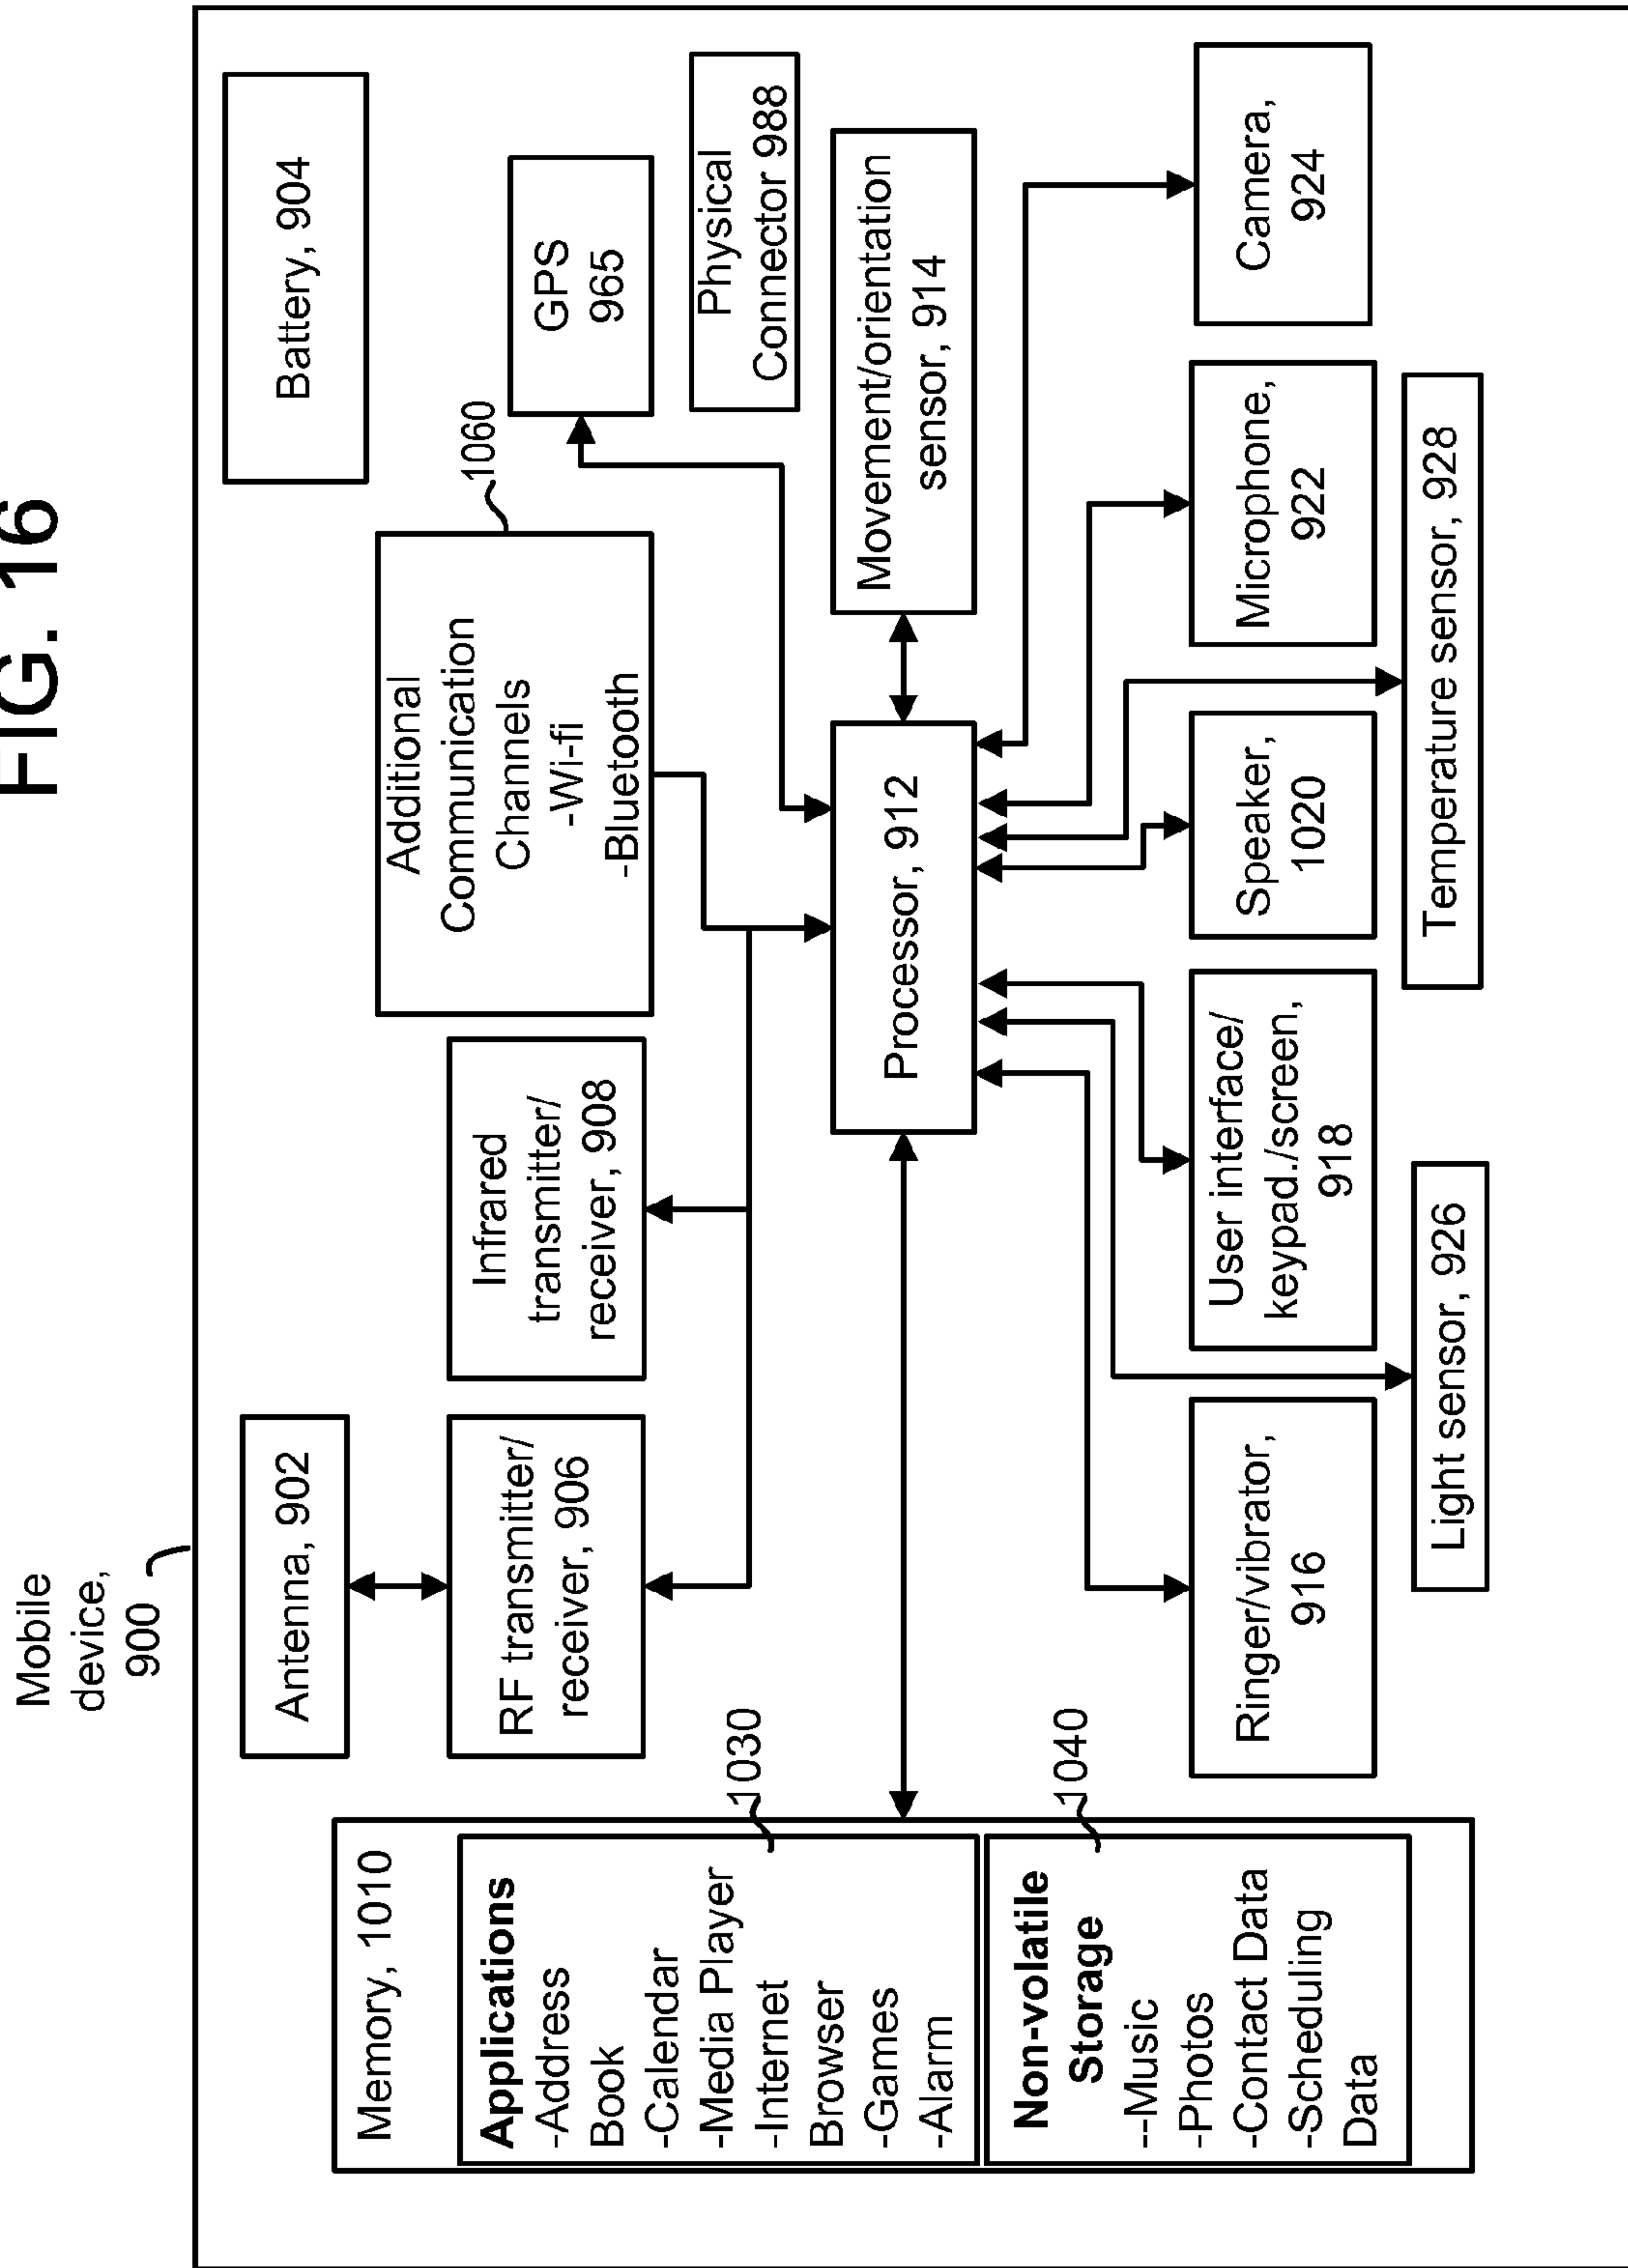 FIG. 16
Mobile
device,
900
Antenna, 902
Battery, 904
RF transmitter/
receiver, 906
Infrared
transmitter/
receiver, 908
Additional
Communication
Channels
-Wi-fi
-Bluetooth
1060
GPS
965
Physical
Connector 988
Memory, 1010
Applications
-Address
Book
-Calendar
-Media Player
-Internet
Browser
-Games
-Alarm
1030
Non-volatile
Storage
--Music
-Photos
-Contact Data
-Scheduling
Data
1040
Processor, 912
Movement/orientation
sensor, 914
Ringer/vibrator,
916
User interface/
keypad./screen,
918
Speaker,
1020
Microphone,
922
Camera,
924
Light sensor, 926
Temperature sensor, 928